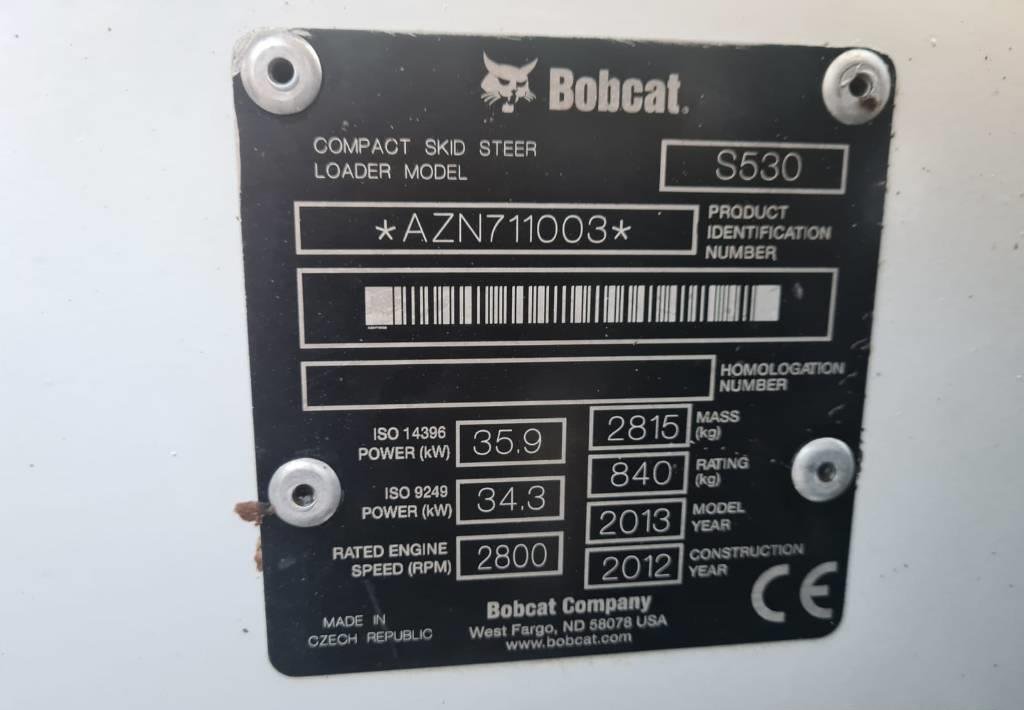 Bobcat®
COMPACT SKID STEER
LOADER MODEL
S530
*AZN711003*
PRODUCT
IDENTIFICATION
NUMBER
HOMOLOGATION
NUMBER
ISO 14396
POWER (kW)
35.9
2815
MASS
(kg)
ISO 9249
POWER (kW)
34.3
840
RATING
(kg)
2013
MODEL
YEAR
RATED ENGINE
SPEED (RPM)
2800
2012
CONSTRUCTION
YEAR
MADE IN
CZECH REPUBLIC
Bobcat Company
West Fargo, ND 58078 USA
www.bobcat.com
CE